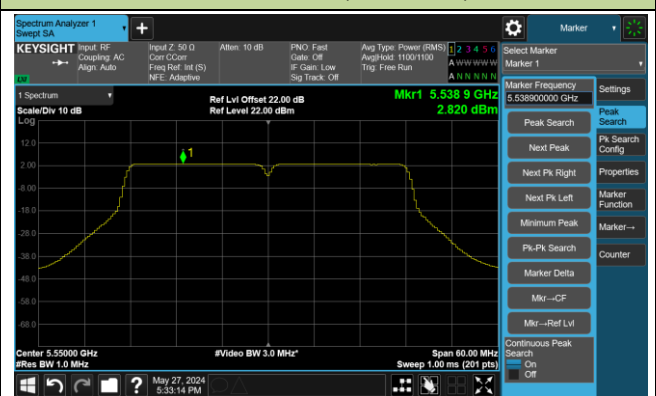 Spectrum Analyzer 1
Swept SA
+
Marker
KEYSIGHT
Input: RF
Coupling: AC
Align: Auto
Input Z: 50 Ω
Corr CCorr
Freq Ref: Int (S)
NFE: Adaptive
Atten: 10 dB
PNO: Fast
Gate: Off
IF Gain: Low
Sig Track: Off
Avg Type: Power (RMS)
Avg|Hold: 1100/1100
Trig: Free Run
1 2 3 4 5 6
A W W W W W
A N N N N N
Select Marker
Marker 1
LXI
1 Spectrum
Scale/Div 10 dB
Log
Ref Lvl Offset 22.00 dB
Ref Level 22.00 dBm
Mkr1 5.538 9 GHz
2.820 dBm
12.0
2.00
-8.00
-18.0
-28.0
-38.0
-48.0
-58.0
-68.0
1
Center 5.55000 GHz
#Res BW 1.0 MHz
#Video BW 3.0 MHz*
Span 60.00 MHz
Sweep 1.00 ms (201 pts)
Marker Frequency
5.538900000 GHz
Peak Search
Next Peak
Next Pk Right
Next Pk Left
Minimum Peak
Pk-Pk Search
Marker Delta
Mkr→CF
Mkr→Ref Lvl
Continuous Peak
Search
On
Off
Settings
Peak
Search
Pk Search
Config
Properties
Marker
Function
Marker→
Counter
?
May 27, 2024
5:33:14 PM